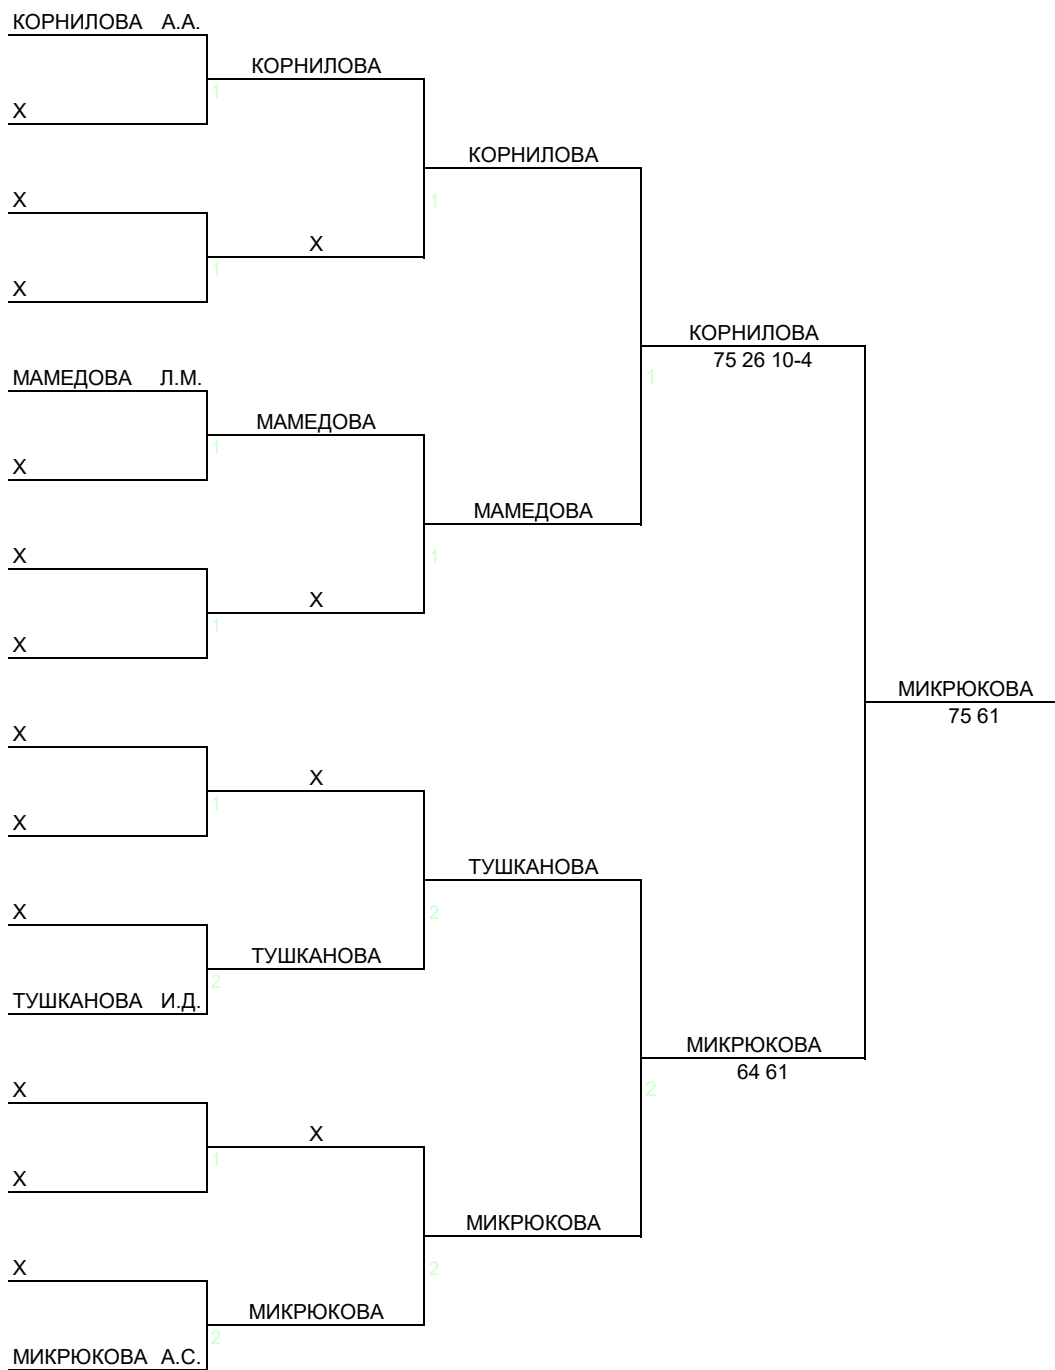 КОРНИЛОВА А.А.
КОРНИЛОВА
1
X
КОРНИЛОВА
X
1
X
1
X
КОРНИЛОВА
75 26 10-4
МАМЕДОВА Л.М.
1
МАМЕДОВА
1
X
МАМЕДОВА
X
1
X
1
X
МИКРЮКОВА
75 61
X
X
1
X
ТУШКАНОВА
X
2
ТУШКАНОВА
2
ТУШКАНОВА И.Д.
МИКРЮКОВА
64 61
X
2
X
1
X
МИКРЮКОВА
X
2
МИКРЮКОВА
2
МИКРЮКОВА А.С.